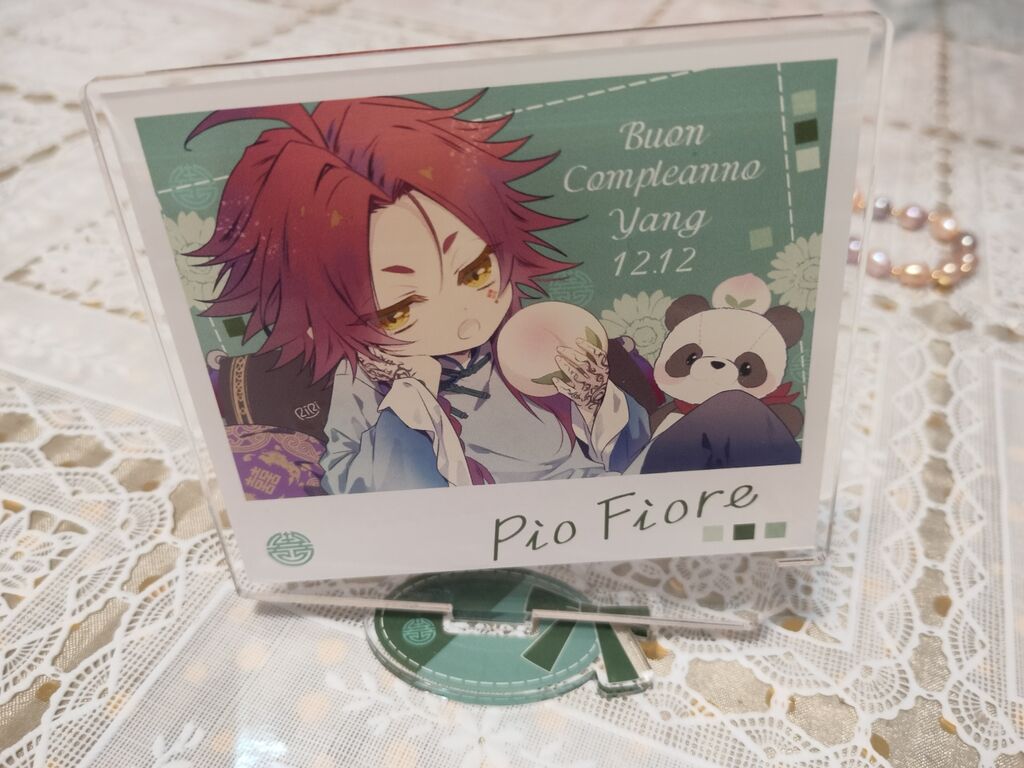 Buon
Compleanno
Yang
12.12
Pio Fiore